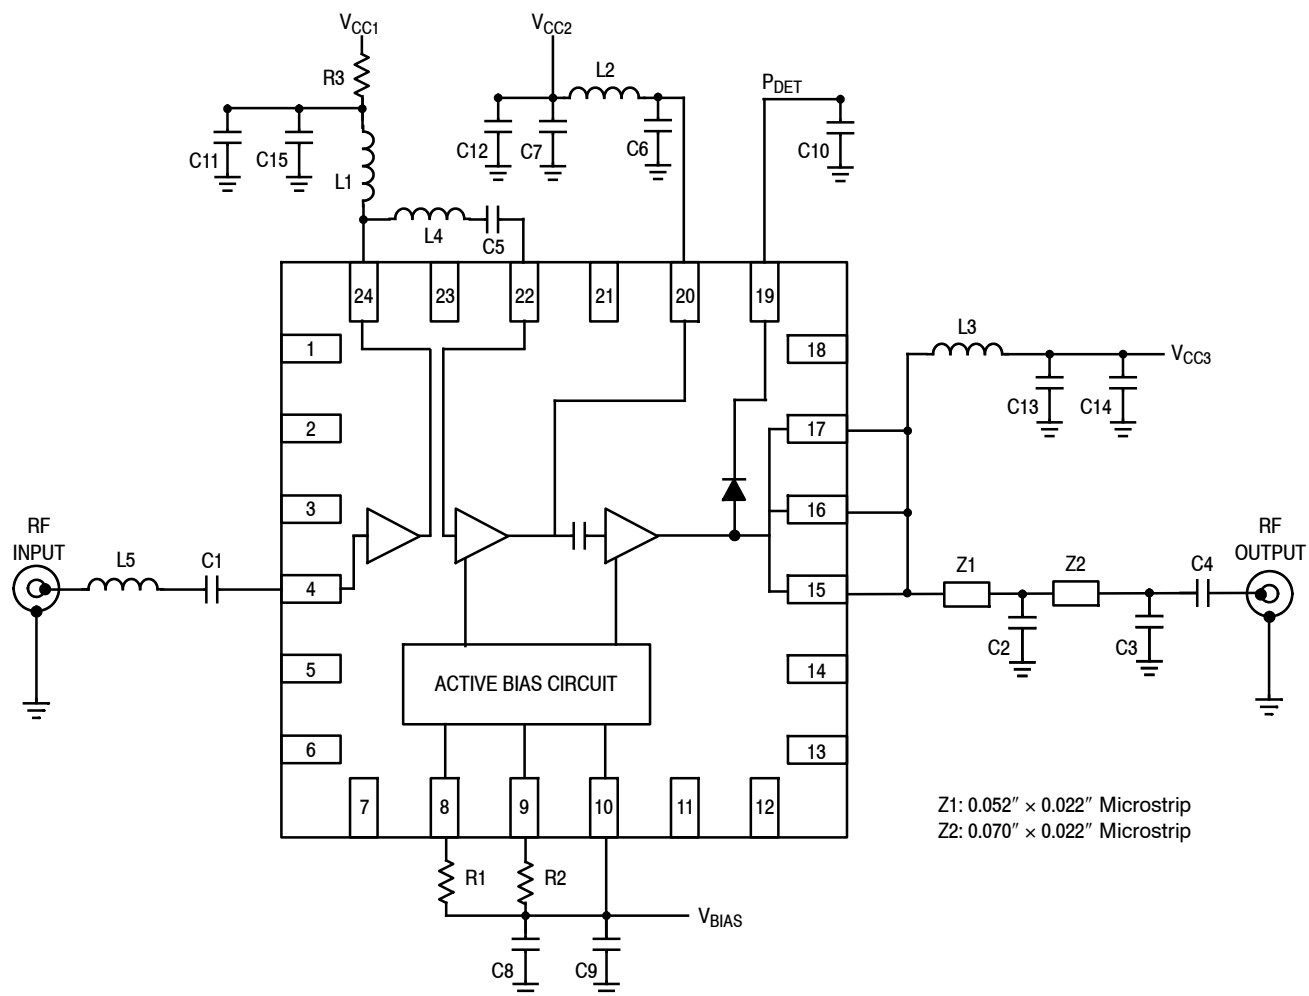 VCC1
VCC2
R3
L2
PDET
C11
C15
L1
C12
C7
C6
C10
L4
C5
24
23
22
21
20
19
1
18
L3
VCC3
C13
C14
2
17
3
16
RF
INPUT
L5
C1
4
15
Z1
Z2
C4
RF
OUTPUT
C2
C3
5
14
ACTIVE BIAS CIRCUIT
6
13
7
8
9
10
11
12
Z1: 0.052″ × 0.022″ Microstrip
Z2: 0.070″ × 0.022″ Microstrip
R1
R2
VBIAS
C8
C9